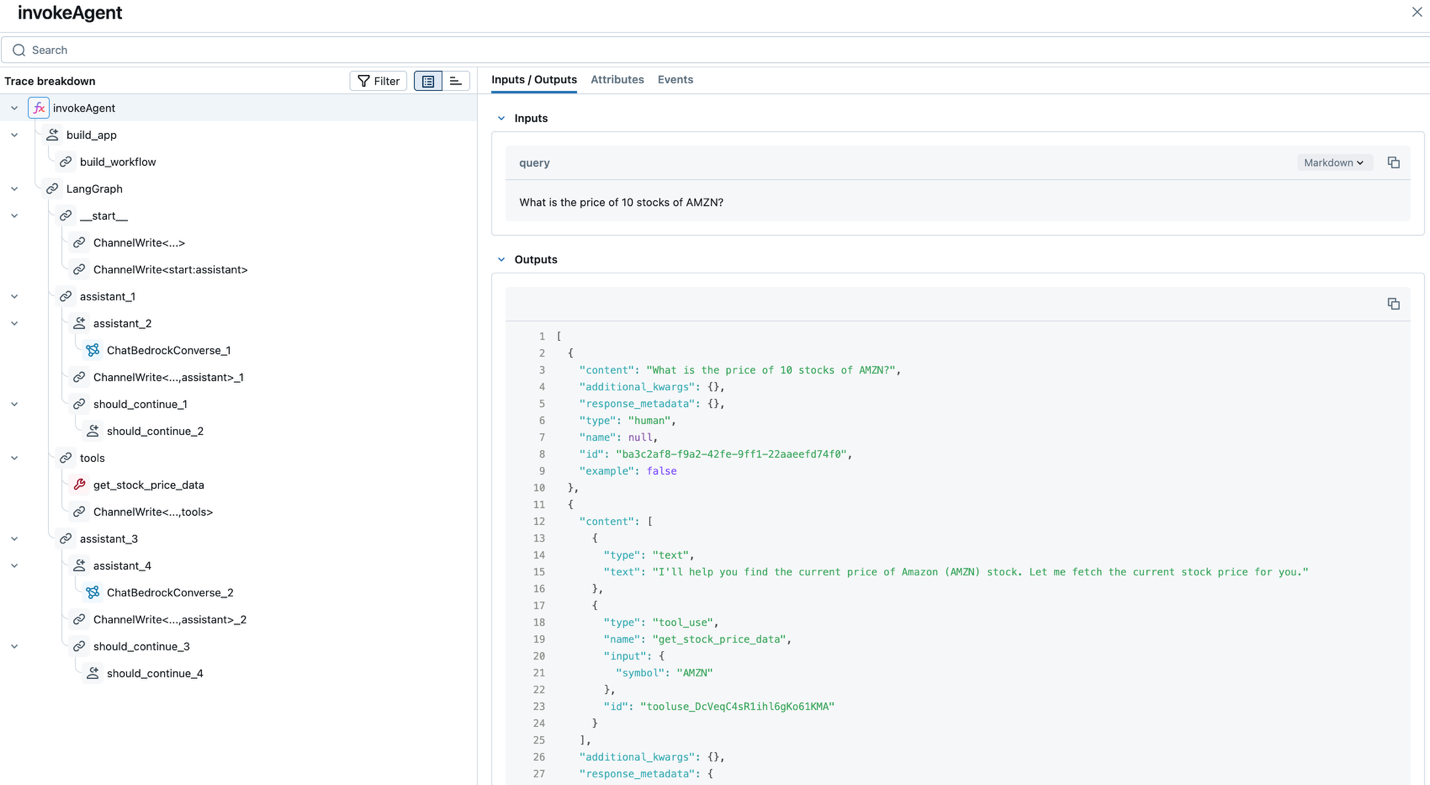 invokeAgent
Search
Trace breakdown
Filter
invokeAgent
build_app
build_workflow
LangGraph
__start__
ChannelWrite<...>
ChannelWrite<start:assistant>
assistant_1
assistant_2
ChatBedrockConverse_1
ChannelWrite<...,assistant>_1
should_continue_1
should_continue_2
tools
get_stock_price_data
ChannelWrite<...,tools>
assistant_3
assistant_4
ChatBedrockConverse_2
ChannelWrite<...,assistant>_2
should_continue_3
should_continue_4
Inputs / Outputs Attributes Events
Inputs
query Markdown
What is the price of 10 stocks of AMZN?
Outputs
1 [
2 {
3 "content": "What is the price of 10 stocks of AMZN?",
4 "additional_kwargs": {},
5 "response_metadata": {},
6 "type": "human",
7 "name": null,
8 "id": "ba3c2af8-f9a2-42fe-9ff1-22aaeefd74f0",
9 "example": false
10 },
11 {
12 "content": [
13 {
14 "type": "text",
15 "text": "I'll help you find the current price of Amazon (AMZN) stock. Let me fetch the current stock price for you."
16 },
17 {
18 "type": "tool_use",
19 "name": "get_stock_price_data",
20 "input": {
21 "symbol": "AMZN"
22 },
23 "id": "tooluse_DcVeqC4sR1ihl6gKo61KMA"
24 }
25 ],
26 "additional_kwargs": {},
27 "response_metadata": {